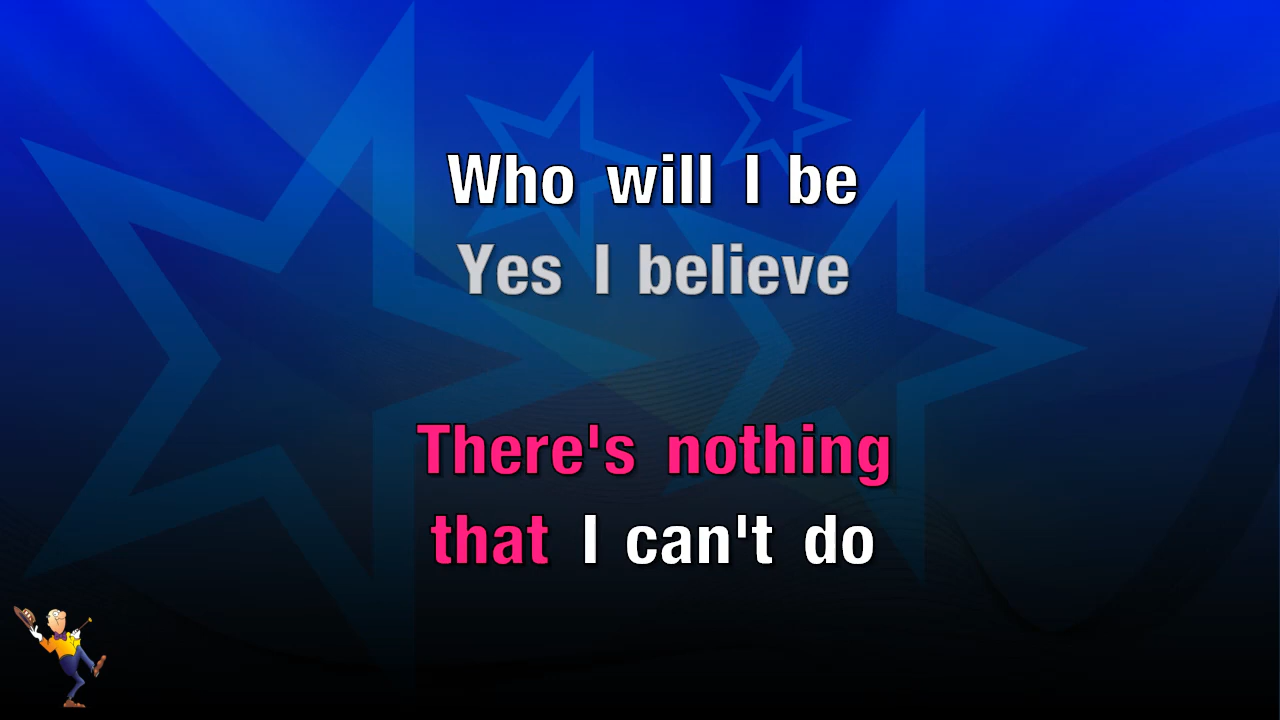 Who will I be
Yes I believe
There's nothing
that I can't do